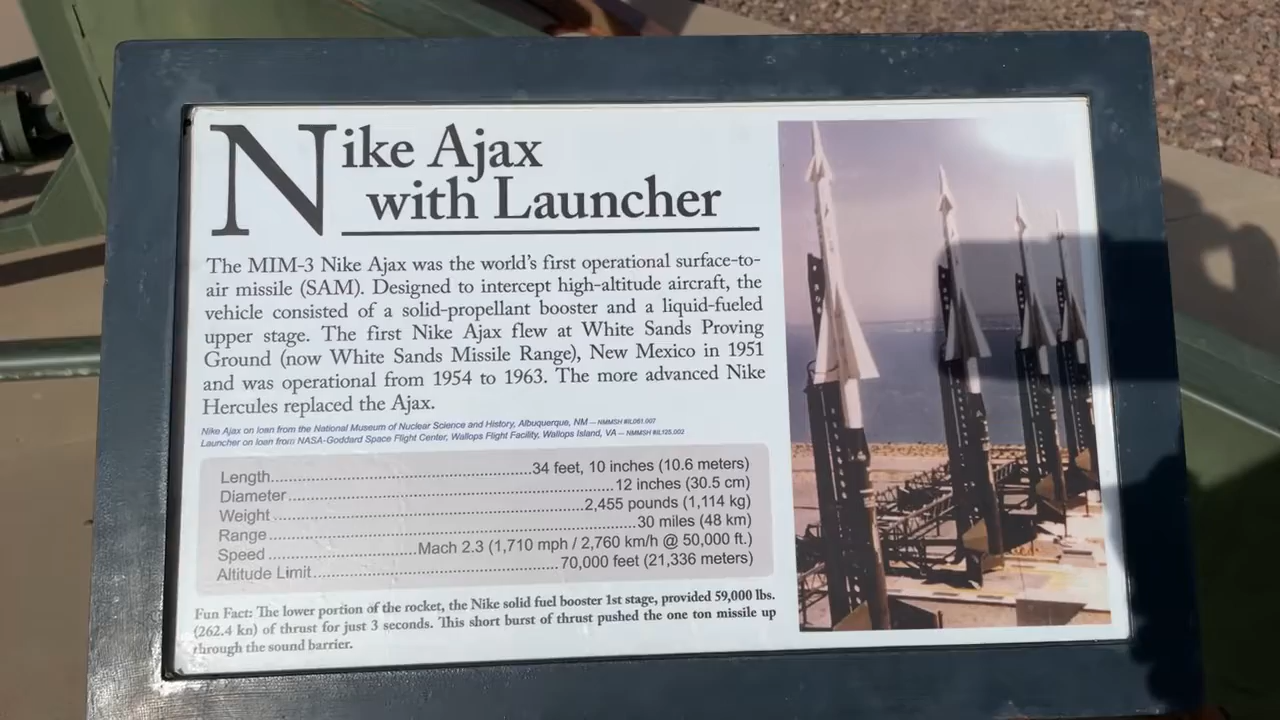 Nike Ajax
with Launcher
The MIM-3 Nike Ajax was the world's first operational surface-to-
air missile (SAM). Designed to intercept high-altitude aircraft, the
vehicle consisted of a solid-propellant booster and a liquid-fueled
upper stage. The first Nike Ajax flew at White Sands Proving
Ground (now White Sands Missile Range), New Mexico in 1951
and was operational from 1954 to 1963. The more advanced Nike
Hercules replaced the Ajax.
Nike Ajax on loan from the National Museum of Nuclear Science and History, Albuquerque, NM — NMMSH #IL061.007
Launcher on loan from NASA-Goddard Space Flight Center, Wallops Flight Facility, Wallops Island, VA — NMMSH #IL125.002
Length..............................................34 feet, 10 inches (10.6 meters)
Diameter..........................................................12 inches (30.5 cm)
Weight.......................................................2,455 pounds (1,114 kg)
Range.................................................................30 miles (48 km)
Speed..........................Mach 2.3 (1,710 mph / 2,760 km/h @ 50,000 ft.)
Altitude Limit...........................................70,000 feet (21,336 meters)
Fun Fact: The lower portion of the rocket, the Nike solid fuel booster 1st stage, provided 59,000 lbs.
(262.4 kn) of thrust for just 3 seconds. This short burst of thrust pushed the one ton missile up
through the sound barrier.